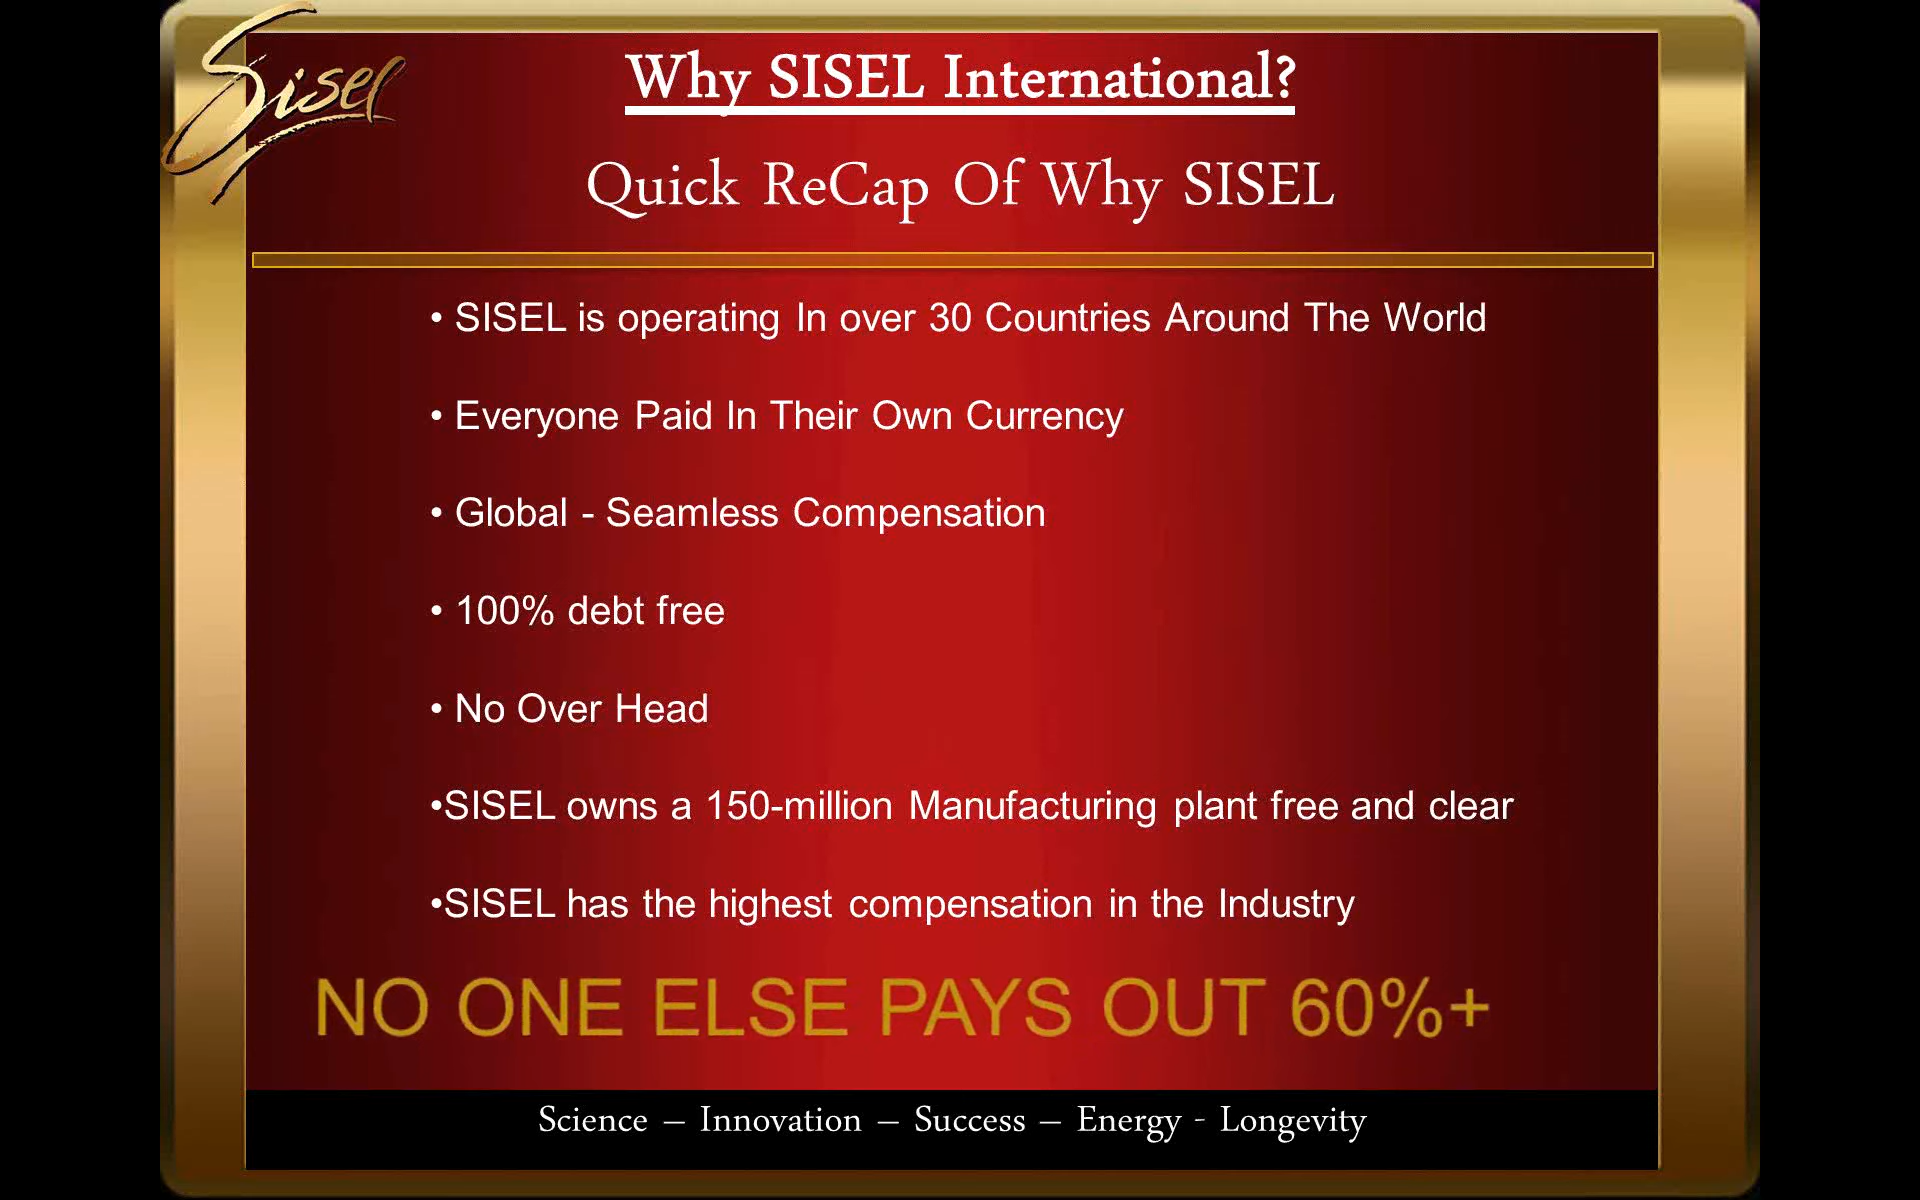 Sisel
Why SISEL International?
Quick ReCap Of Why SISEL
• SISEL is operating In over 30 Countries Around The World
• Everyone Paid In Their Own Currency
• Global - Seamless Compensation
• 100% debt free
• No Over Head
•SISEL owns a 150-million Manufacturing plant free and clear
•SISEL has the highest compensation in the Industry
NO ONE ELSE PAYS OUT 60%+
Science – Innovation – Success – Energy - Longevity